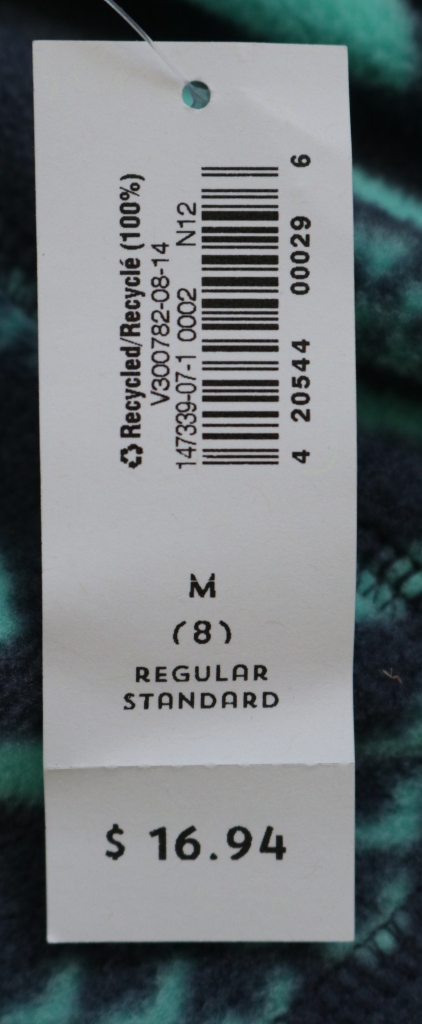 Recycled/Recyclé (100%)
V300782-08-14
147339-07-1 0002 N12
4 20544 00029 6
M
(8)
REGULAR
STANDARD
$ 16.94